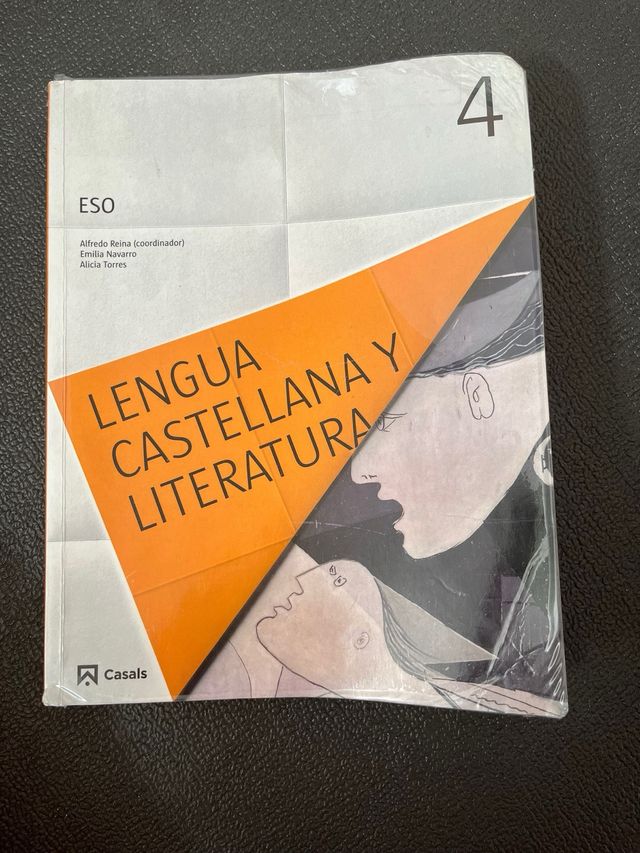 4
ESO
Alfredo Reina (coordinador)
Emilia Navarro
Alicia Torres
LENGUA
CASTELLANA Y
LITERATURA
Casals